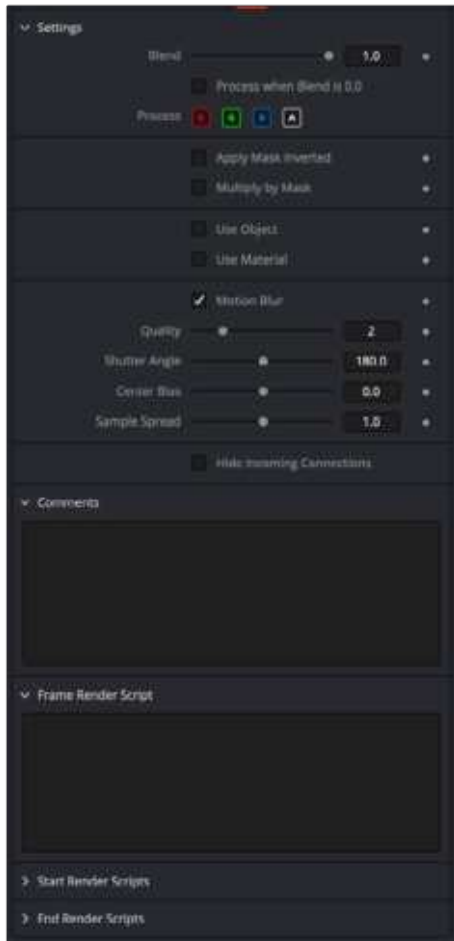 Settings
Blend 1.0
Process when Blend is 0.0
Process R G B A
Apply Mask Inverted
Multiply by Mask
Use Object
Use Material
Motion Blur
Quality 2
Shutter Angle 180.0
Center Bias 0.0
Sample Spread 1.0
Hide Incoming Connections
Comments
Frame Render Script
Start Render Scripts
End Render Scripts